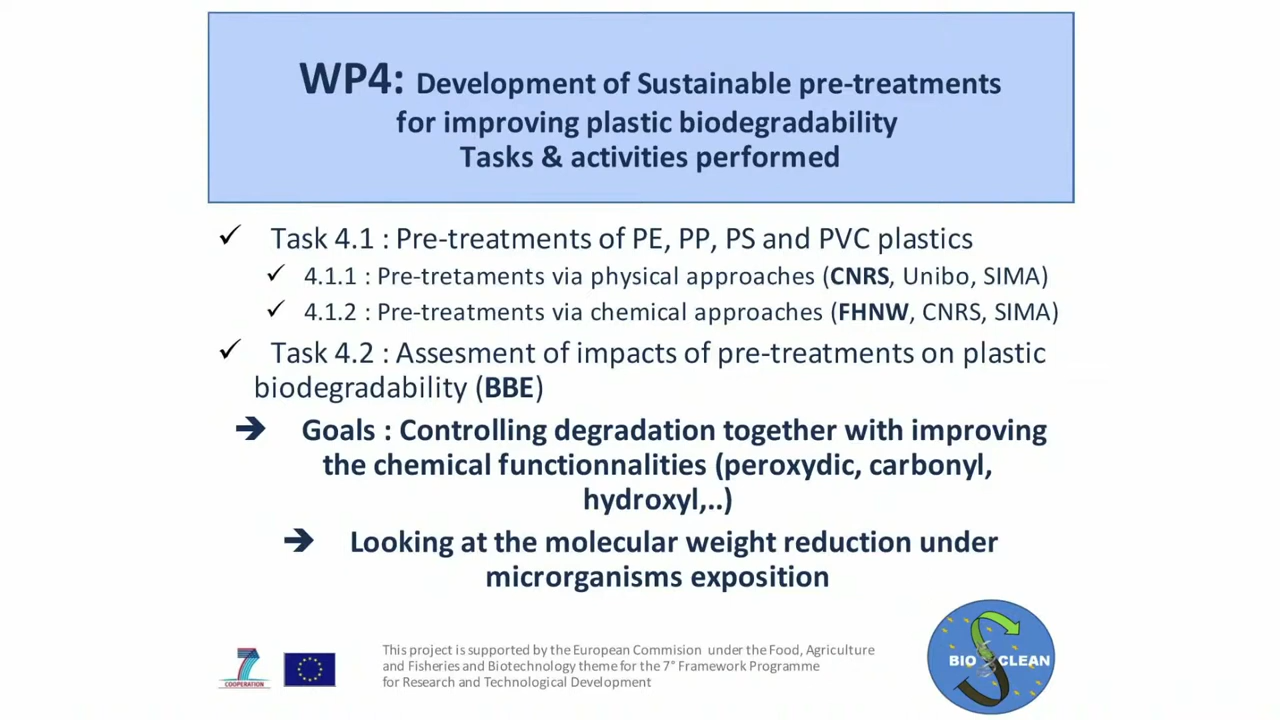 WP4: Development of Sustainable pre-treatments
for improving plastic biodegradability
Tasks & activities performed
✓ Task 4.1 : Pre-treatments of PE, PP, PS and PVC plastics
✓ 4.1.1 : Pre-tretaments via physical approaches (CNRS, Unibo, SIMA)
✓ 4.1.2 : Pre-treatments via chemical approaches (FHNW, CNRS, SIMA)
✓ Task 4.2 : Assesment of impacts of pre-treatments on plastic
biodegradability (BBE)
➔ Goals : Controlling degradation together with improving
the chemical functionnalities (peroxydic, carbonyl,
hydroxyl,..)
➔ Looking at the molecular weight reduction under
microrganisms exposition
This project is supported by the European Commision under the Food, Agriculture
and Fisheries and Biotechnology theme for the 7° Framework Programme
for Research and Technological Development
7
COOPERATION
BIO CLEAN